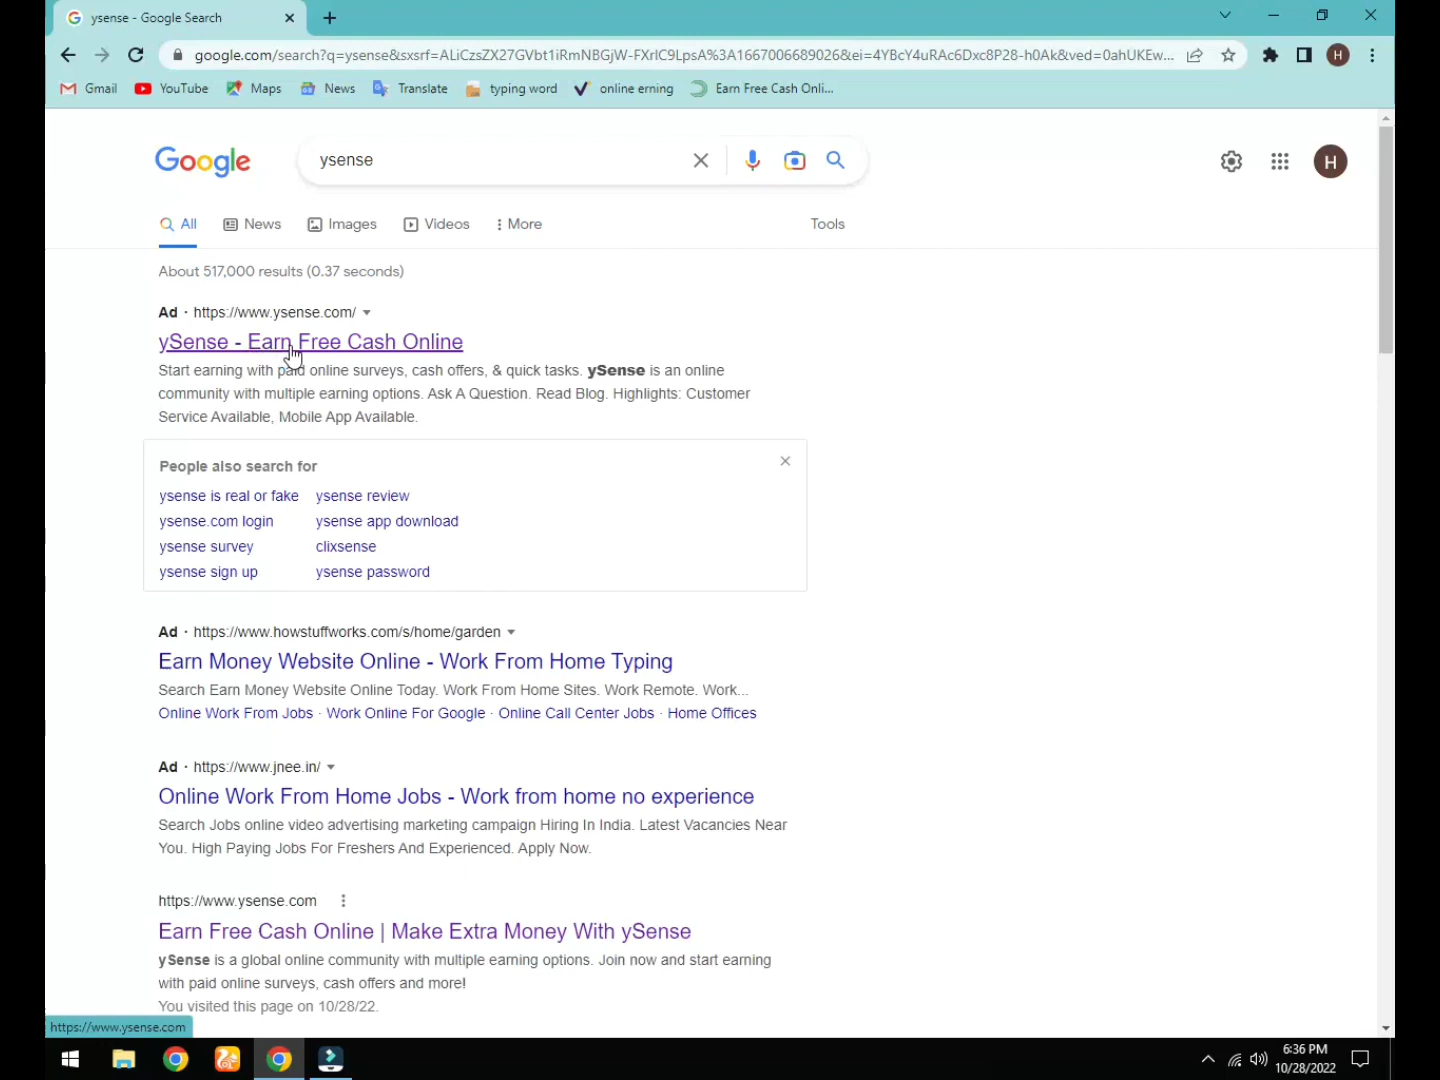 ysense - Google Search
google.com/search?q=ysense&sxsrf=ALiCzsZX27GVbt1iRmNBGjW-FXrlC9LpsA%3A1667006689026&ei=4YBcY4uRAc6Dxc8P28-h0Ak&ved=0ahUKEw...
H
Gmail YouTube Maps News Translate typing word online erning Earn Free Cash Onli...
Google ysense H
All News Images Videos More Tools
About 517,000 results (0.37 seconds)
Ad · https://www.ysense.com/
ySense - Earn Free Cash Online
Start earning with paid online surveys, cash offers, & quick tasks. ySense is an online
community with multiple earning options. Ask A Question. Read Blog. Highlights: Customer
Service Available, Mobile App Available.
People also search for
ysense is real or fake ysense review
ysense.com login ysense app download
ysense survey clixsense
ysense sign up ysense password
Ad · https://www.howstuffworks.com/s/home/garden
Earn Money Website Online - Work From Home Typing
Search Earn Money Website Online Today. Work From Home Sites. Work Remote. Work...
Online Work From Jobs · Work Online For Google · Online Call Center Jobs · Home Offices
Ad · https://www.jnee.in/
Online Work From Home Jobs - Work from home no experience
Search Jobs online video advertising marketing campaign Hiring In India. Latest Vacancies Near
You. High Paying Jobs For Freshers And Experienced. Apply Now.
https://www.ysense.com
Earn Free Cash Online | Make Extra Money With ySense
ySense is a global online community with multiple earning options. Join now and start earning
with paid online surveys, cash offers and more!
You visited this page on 10/28/22.
https://www.ysense.com
6:36 PM
10/28/2022